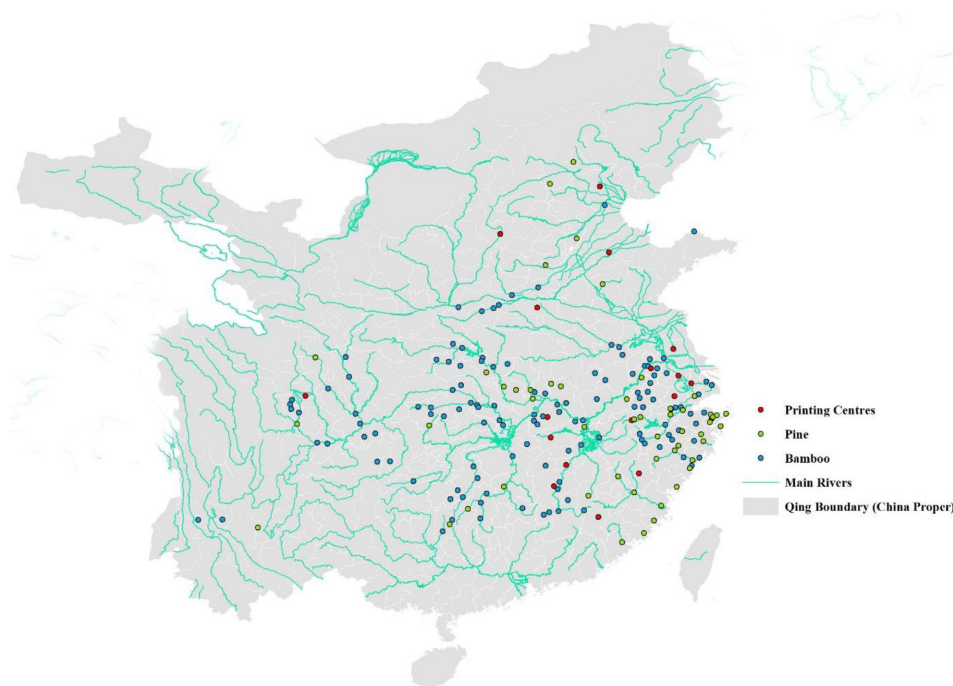 Printing Centres
Pine
Bamboo
Main Rivers
Qing Boundary (China Proper)